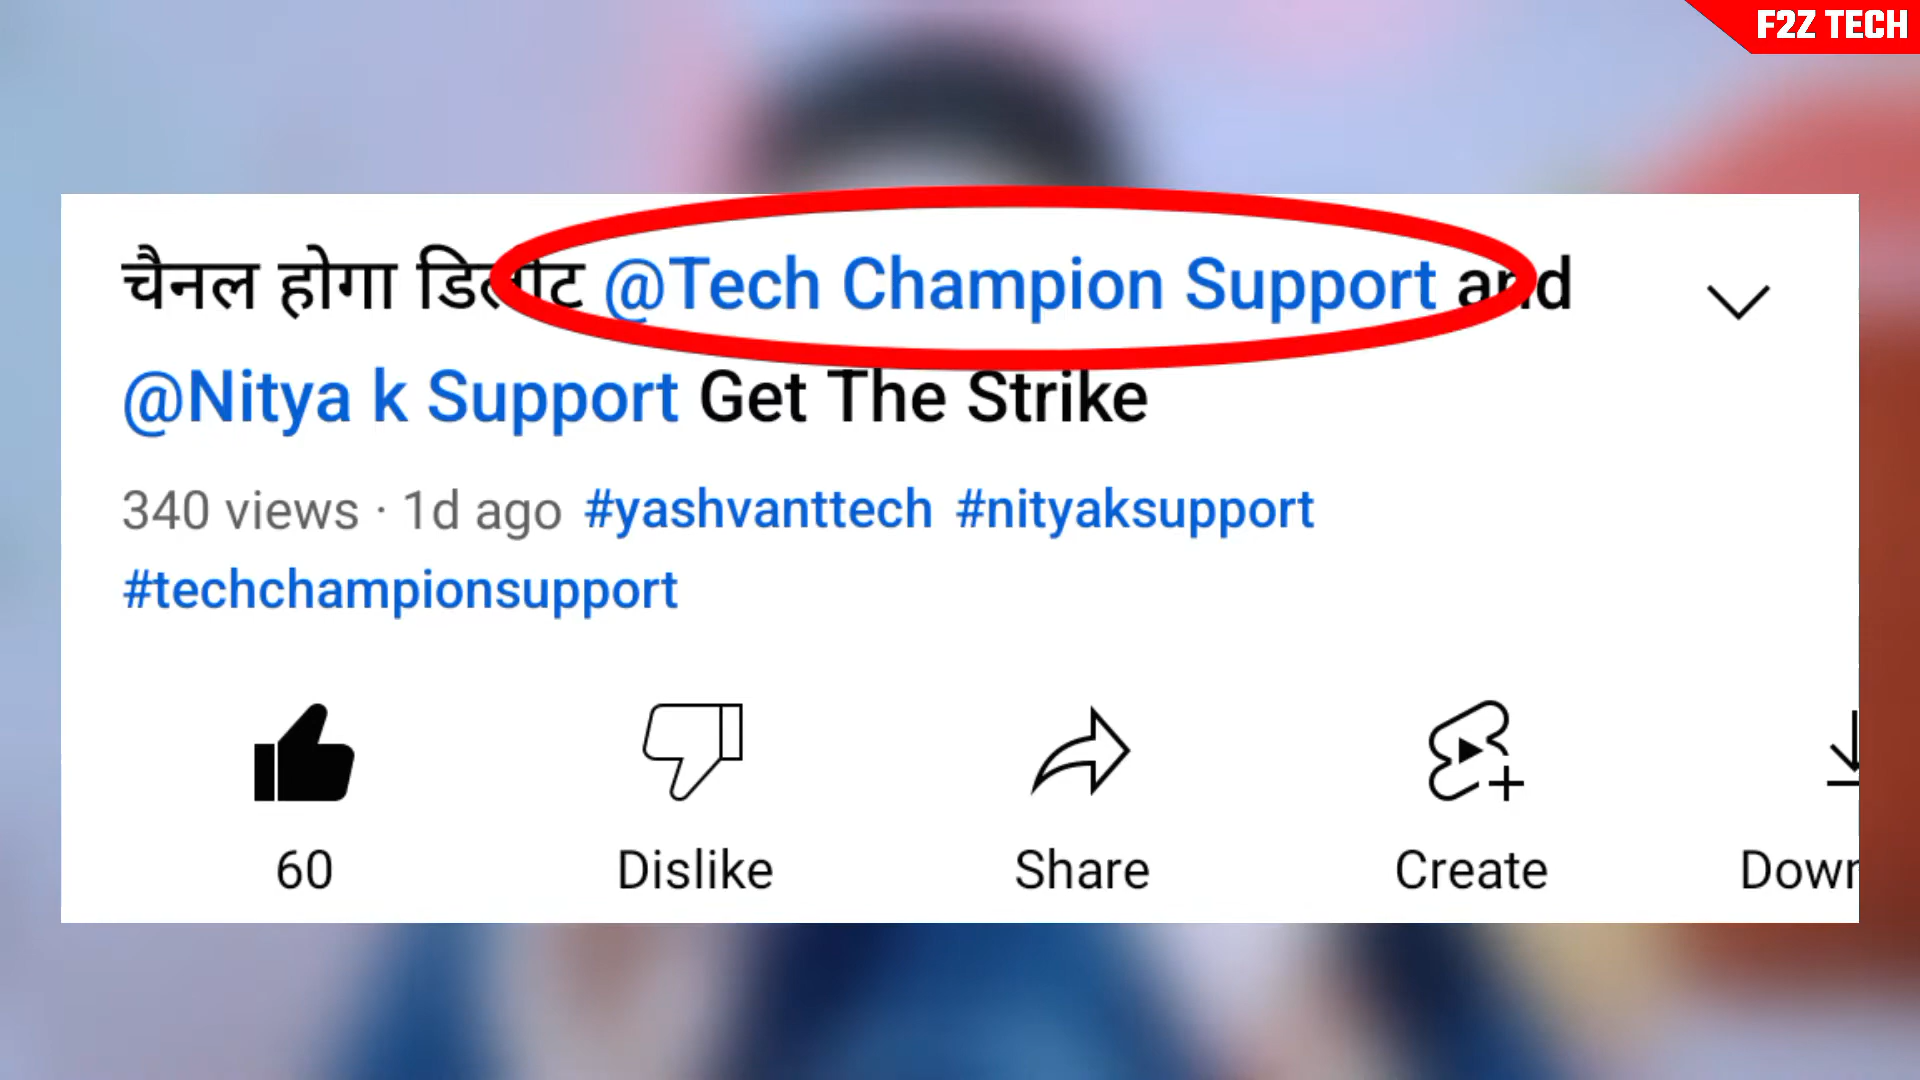 F2Z TECH
चैनल होगा डिलीट @Tech Champion Support and
@Nitya k Support Get The Strike
340 views · 1d ago #yashvanttech #nityaksupport
#techchampionsupport
60 Dislike Share Create